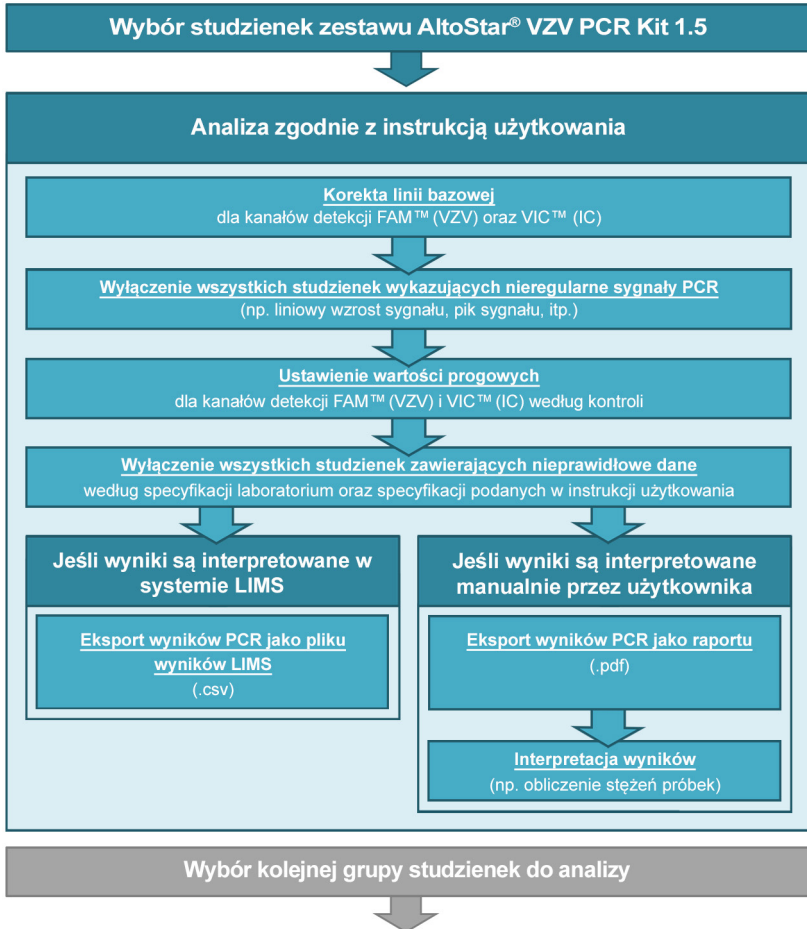 Wybór studzienek zestawu AltoStar® VZV PCR Kit 1.5
Analiza zgodnie z instrukcją użytkowania
Korekta linii bazowej
dla kanałów detekcji FAM™ (VZV) oraz VIC™ (IC)
Wyłączenie wszystkich studzienek wykazujących nieregularne sygnały PCR
(np. liniowy wzrost sygnału, pik sygnału, itp.)
Ustawienie wartości progowych
dla kanałów detekcji FAM™ (VZV) i VIC™ (IC) według kontroli
Wyłączenie wszystkich studzienek zawierających nieprawidłowe dane
według specyfikacji laboratorium oraz specyfikacji podanych w instrukcji użytkowania
Jeśli wyniki są interpretowane w
systemie LIMS
Eksport wyników PCR jako pliku
wyników LIMS
(.csv)
Jeśli wyniki są interpretowane
manualnie przez użytkownika
Eksport wyników PCR jako raportu
(.pdf)
Interpretacja wyników
(np. obliczenie stężeń próbek)
Wybór kolejnej grupy studzienek do analizy